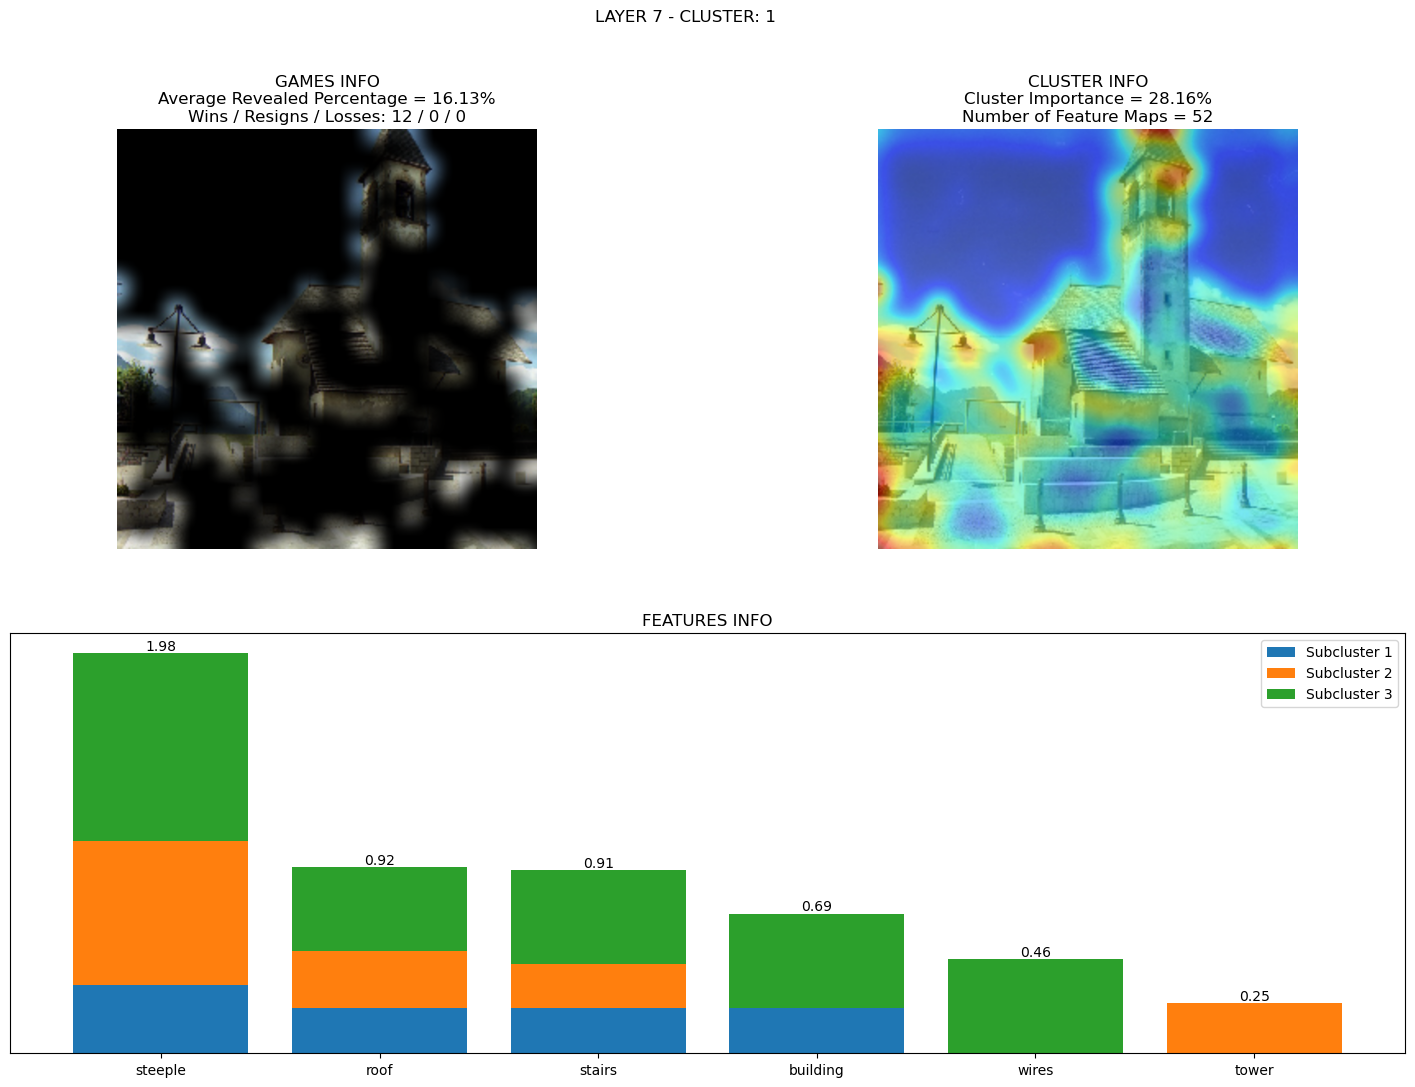 LAYER 7 - CLUSTER: 1
GAMES INFO
Average Revealed Percentage = 16.13%
Wins / Resigns / Losses: 12 / 0 / 0
CLUSTER INFO
Cluster Importance = 28.16%
Number of Feature Maps = 52
FEATURES INFO
1.98
0.92
0.91
0.69
0.46
0.25
Subcluster 1
Subcluster 2
Subcluster 3
steeple
roof
stairs
building
wires
tower